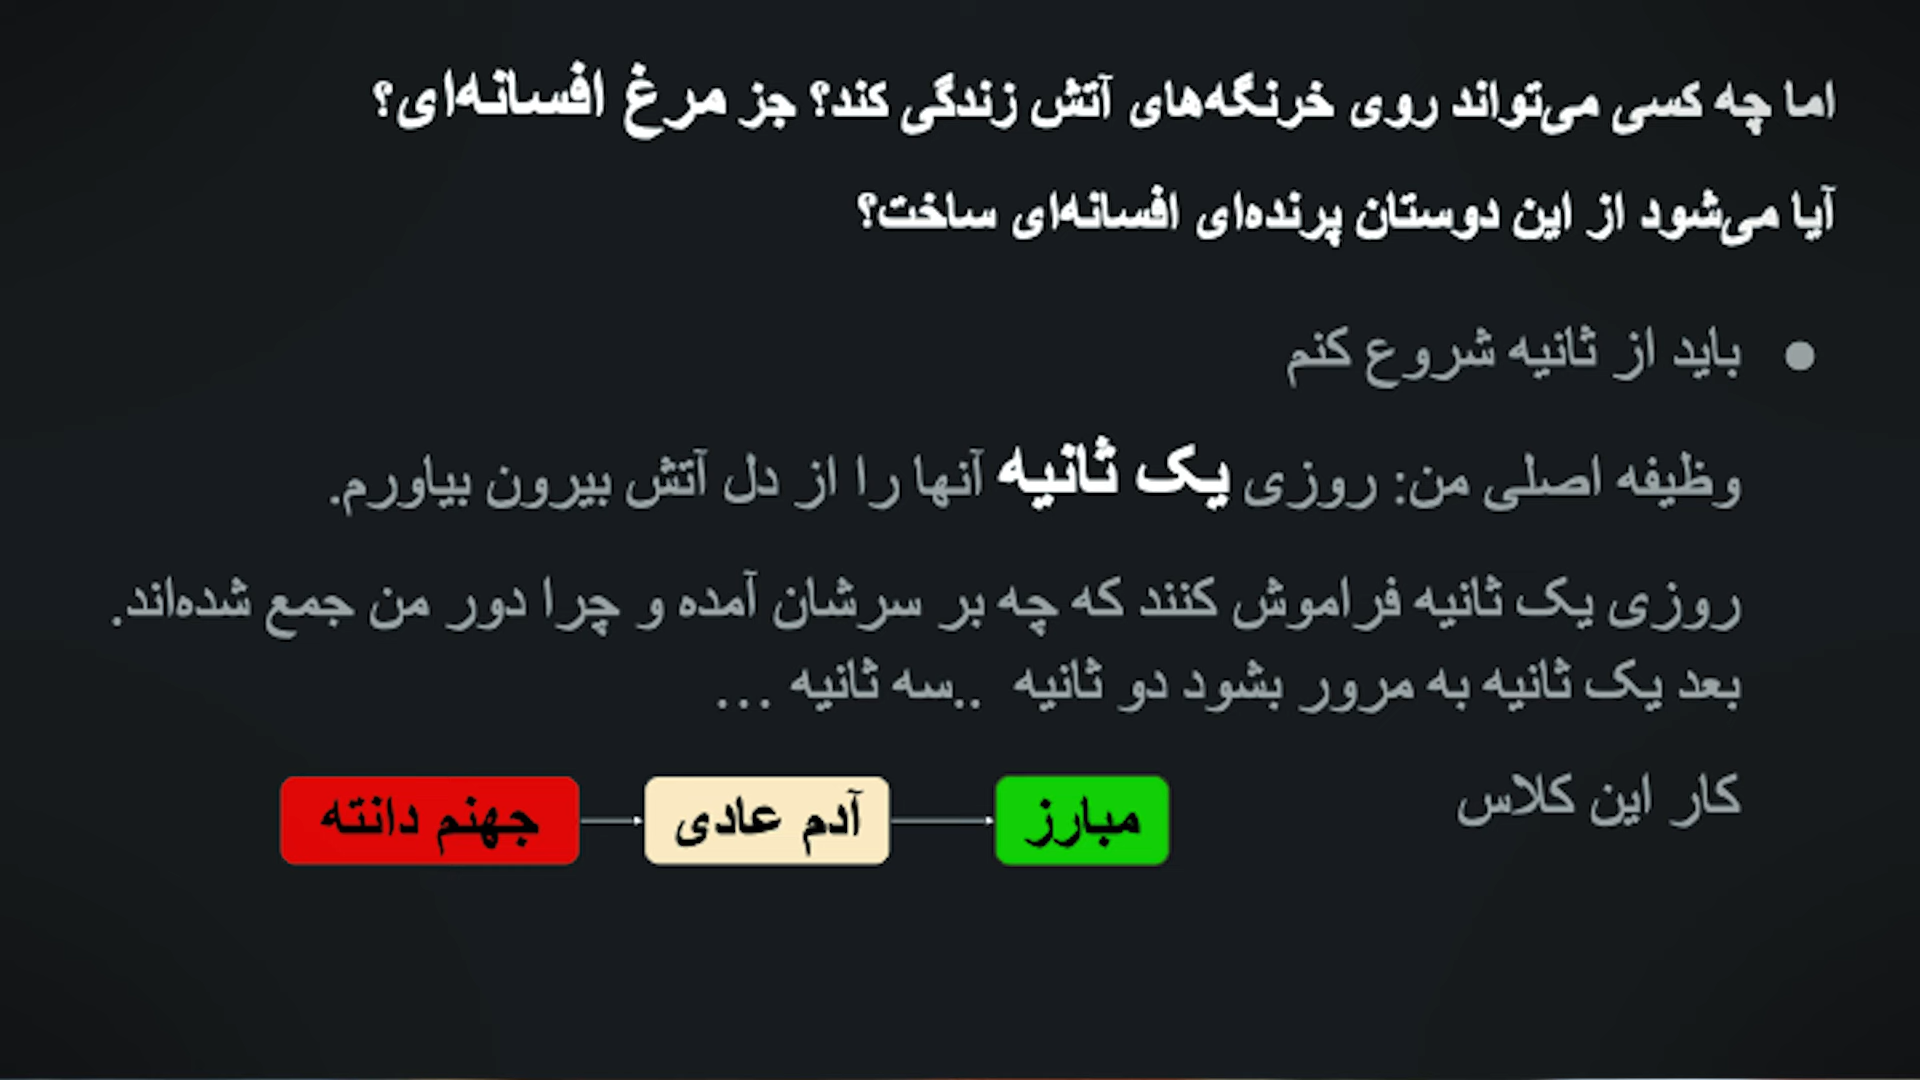 اما چه کسی می‌تواند روی خرنگه‌های آتش زندگی کند؟ جز مرغ افسانه‌ای؟
آیا می‌شود از این دوستان پرنده‌ای افسانه‌ای ساخت؟
● باید از ثانیه شروع کنم
وظیفه اصلی من: روزی یک ثانیه آنها را از دل آتش بیرون بیاورم.
روزی یک ثانیه فراموش کنند که چه بر سرشان آمده و چرا دور من جمع شده‌اند.
بعد یک ثانیه به مرور بشود دو ثانیه ..سه ثانیه ...
کار این کلاس
مبارز
آدم عادی
جهنم دانته